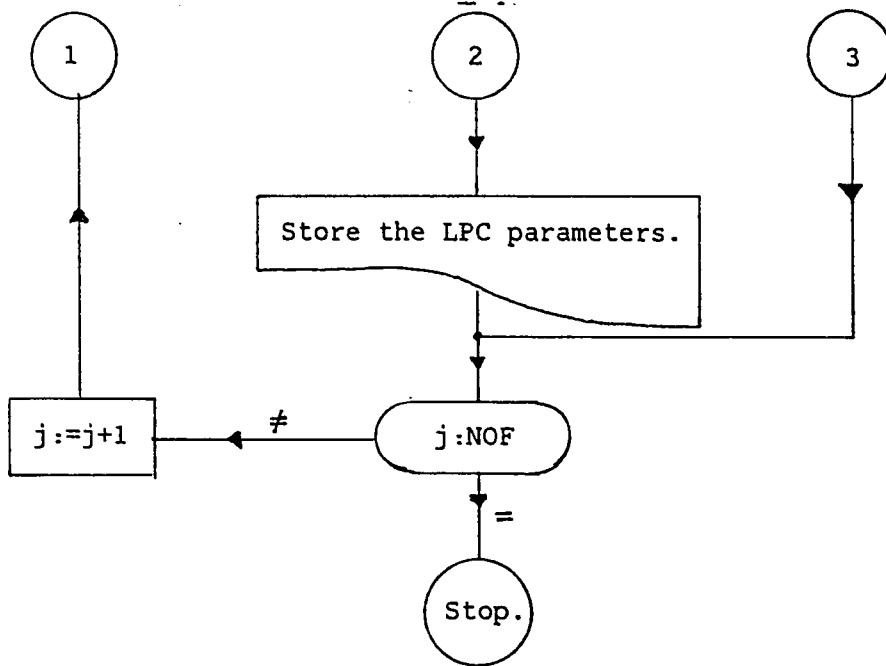 1
2
3
Store the LPC parameters.
j:=j+1
≠
j:NOF
=
Stop.